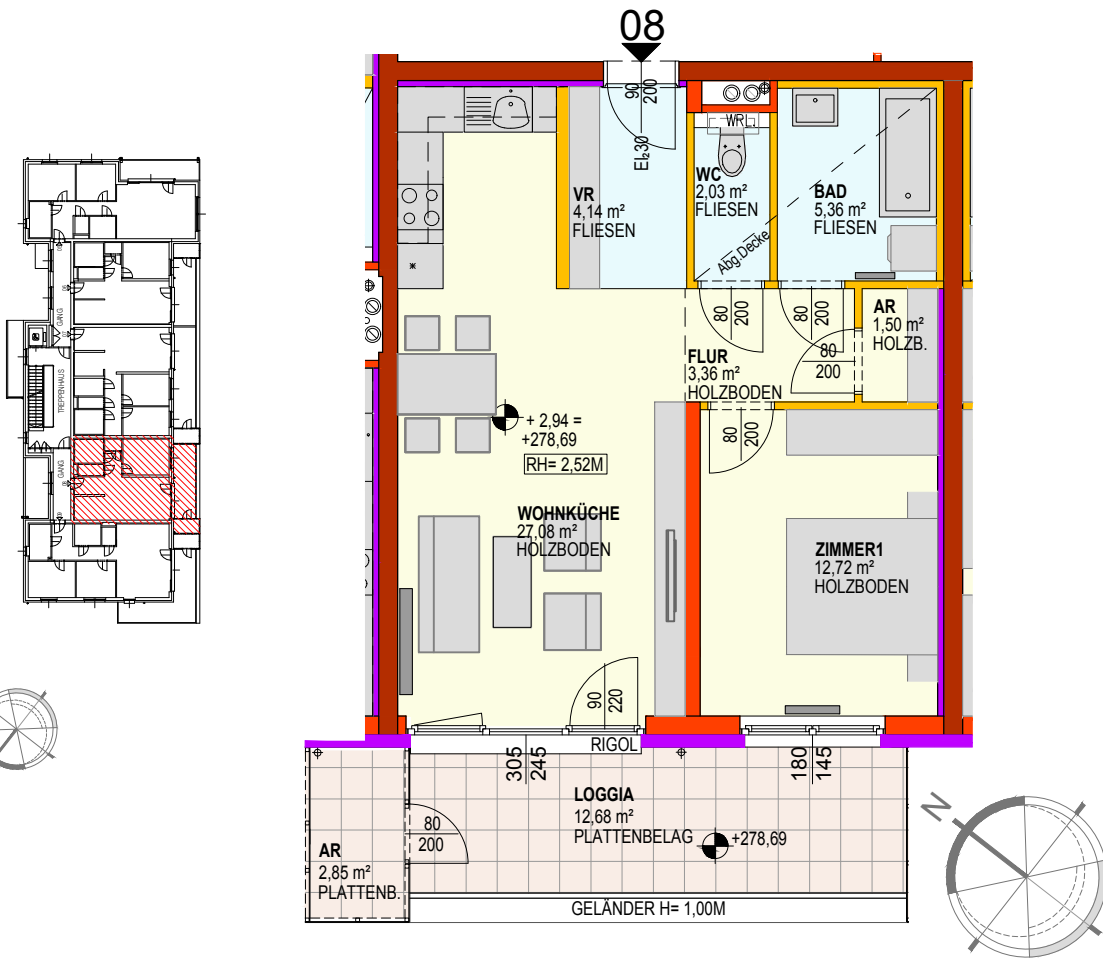 08
90
200
EI₂30
WRL.
VR
4,14 m²
FLIESEN
WC
2,03 m²
FLIESEN
BAD
5,36 m²
FLIESEN
Abg.Decke
80
200
80
200
AR
1,50 m²
HOLZB.
FLUR
3,36 m²
HOLZBODEN
80
200
80
200
+ 2,94 =
+278,69
RH= 2,52M
WOHNKÜCHE
27,08 m²
HOLZBODEN
ZIMMER1
12,72 m²
HOLZBODEN
90
220
RIGOL
305
245
180
145
LOGGIA
12,68 m²
PLATTENBELAG
+278,69
80
200
AR
2,85 m²
PLATTENB.
GELÄNDER H= 1,00M
N
GANG
TREPPENHAUS
GANG